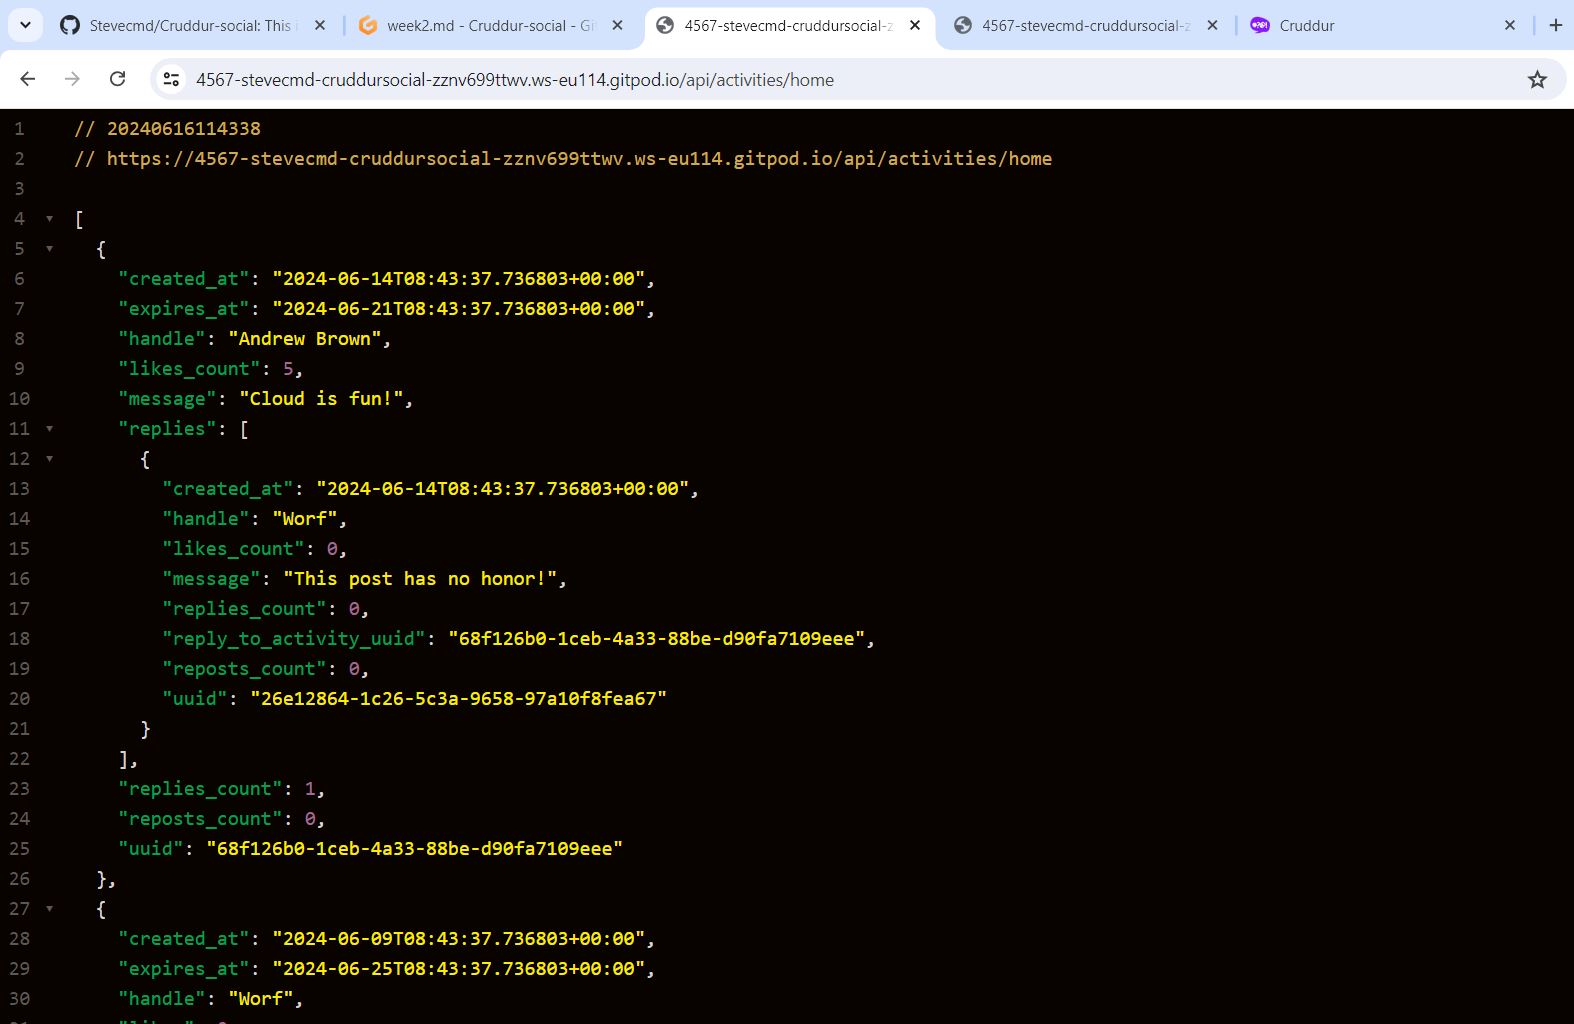 Stevecmd/Cruddur-social: This i
week2.md - Cruddur-social - Git
4567-stevecmd-cruddursocial-z
4567-stevecmd-cruddursocial-z
Cruddur
4567-stevecmd-cruddursocial-zznv699ttwv.ws-eu114.gitpod.io/api/activities/home
1 // 20240616114338
2 // https://4567-stevecmd-cruddursocial-zznv699ttwv.ws-eu114.gitpod.io/api/activities/home
3
4 [
5 {
6 "created_at": "2024-06-14T08:43:37.736803+00:00",
7 "expires_at": "2024-06-21T08:43:37.736803+00:00",
8 "handle": "Andrew Brown",
9 "likes_count": 5,
10 "message": "Cloud is fun!",
11 "replies": [
12 {
13 "created_at": "2024-06-14T08:43:37.736803+00:00",
14 "handle": "Worf",
15 "likes_count": 0,
16 "message": "This post has no honor!",
17 "replies_count": 0,
18 "reply_to_activity_uuid": "68f126b0-1ceb-4a33-88be-d90fa7109eee",
19 "reposts_count": 0,
20 "uuid": "26e12864-1c26-5c3a-9658-97a10f8fea67"
21 }
22 ],
23 "replies_count": 1,
24 "reposts_count": 0,
25 "uuid": "68f126b0-1ceb-4a33-88be-d90fa7109eee"
26 },
27 {
28 "created_at": "2024-06-09T08:43:37.736803+00:00",
29 "expires_at": "2024-06-25T08:43:37.736803+00:00",
30 "handle": "Worf",